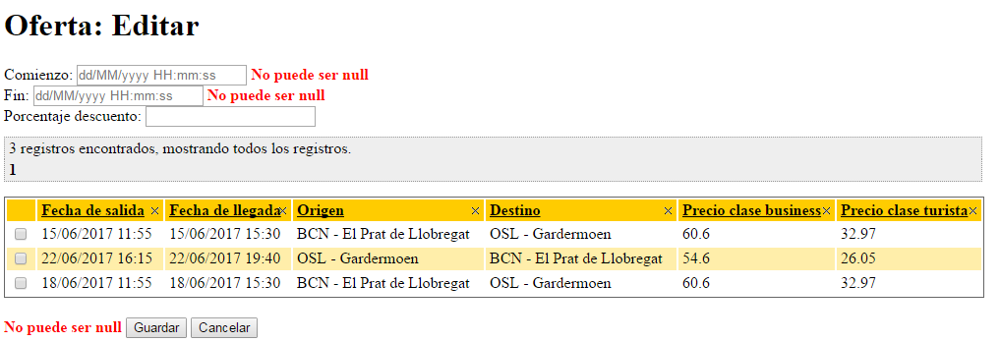 Oferta: Editar
Comienzo: dd/MM/yyyy HH:mm:ss No puede ser null
Fin: dd/MM/yyyy HH:mm:ss No puede ser null
Porcentaje descuento:
3 registros encontrados, mostrando todos los registros.
1
Fecha de salida Fecha de llegada Origen Destino Precio clase business Precio clase turista
15/06/2017 11:55 15/06/2017 15:30 BCN - El Prat de Llobregat OSL - Gardermoen 60.6 32.97
22/06/2017 16:15 22/06/2017 19:40 OSL - Gardermoen BCN - El Prat de Llobregat 54.6 26.05
18/06/2017 11:55 18/06/2017 15:30 BCN - El Prat de Llobregat OSL - Gardermoen 60.6 32.97
No puede ser null Guardar Cancelar